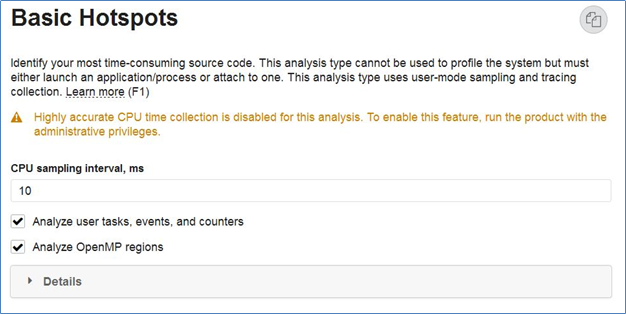 Basic Hotspots
Identify your most time-consuming source code. This analysis type cannot be used to profile the system but must
either launch an application/process or attach to one. This analysis type uses user-mode sampling and tracing
collection. Learn more (F1)
Highly accurate CPU time collection is disabled for this analysis. To enable this feature, run the product with the
administrative privileges.
CPU sampling interval, ms
10
Analyze user tasks, events, and counters
Analyze OpenMP regions
Details